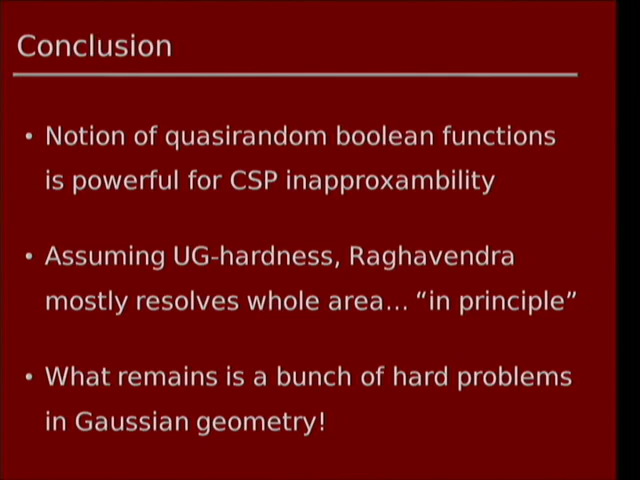 Conclusion
• Notion of quasirandom boolean functions
is powerful for CSP inapproxambility
• Assuming UG-hardness, Raghavendra
mostly resolves whole area… “in principle”
• What remains is a bunch of hard problems
in Gaussian geometry!